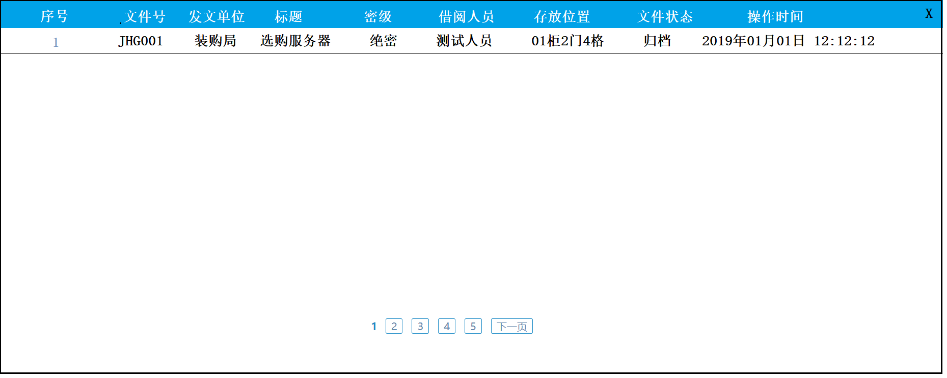 序号 文件号 发文单位 标题 密级 借阅人员 存放位置 文件状态 操作时间 X
1 JHG001 装购局 选购服务器 绝密 测试人员 01柜2门4格 归档 2019年01月01日 12:12:12
1 2 3 4 5 下一页